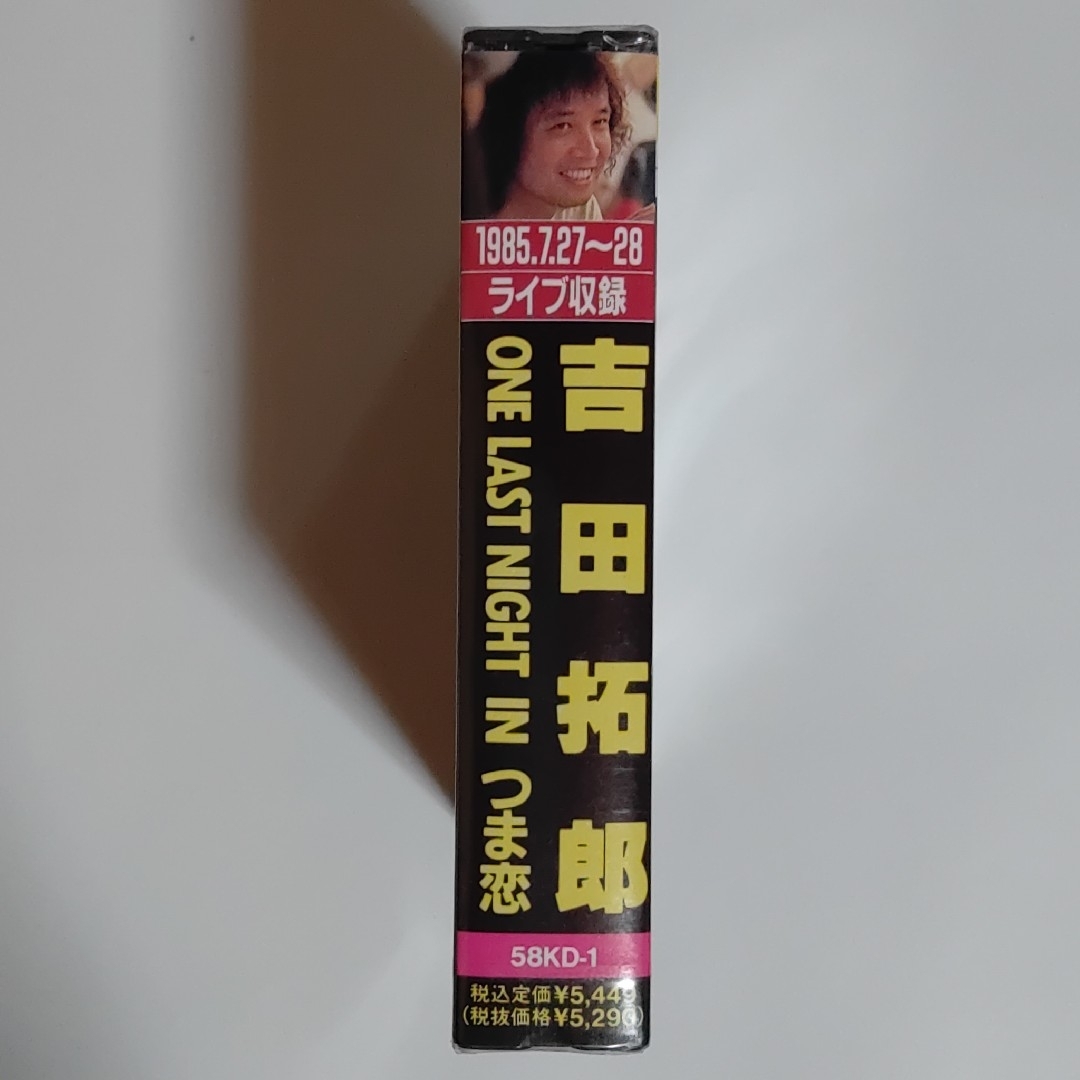 1985.7.27〜28
ライブ収録
吉田拓郎
ONE LAST NIGHT IN つま恋
58KD-1
税込定価¥5,449
(税抜価格¥5,290)